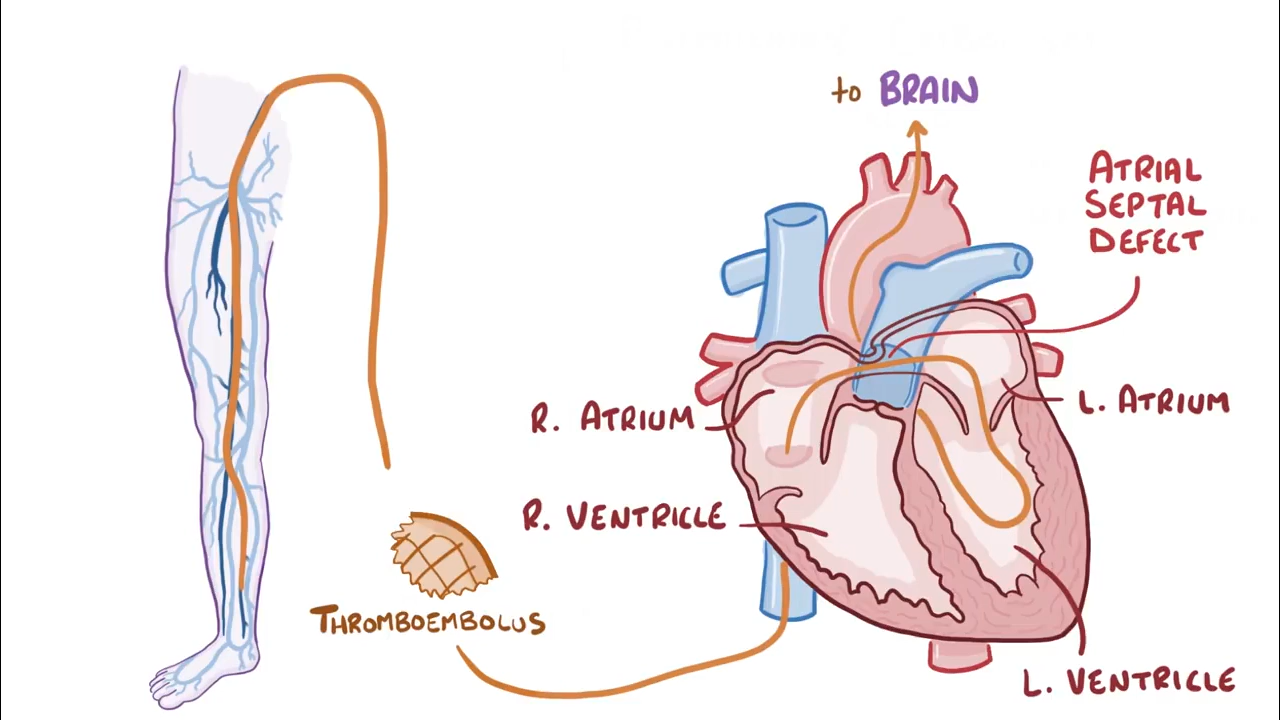 to BRAIN
ATRIAL
SEPTAL
DEFECT
R. ATRIUM
L. ATRIUM
R. VENTRICLE
THROMBOEMBOLUS
L. VENTRICLE